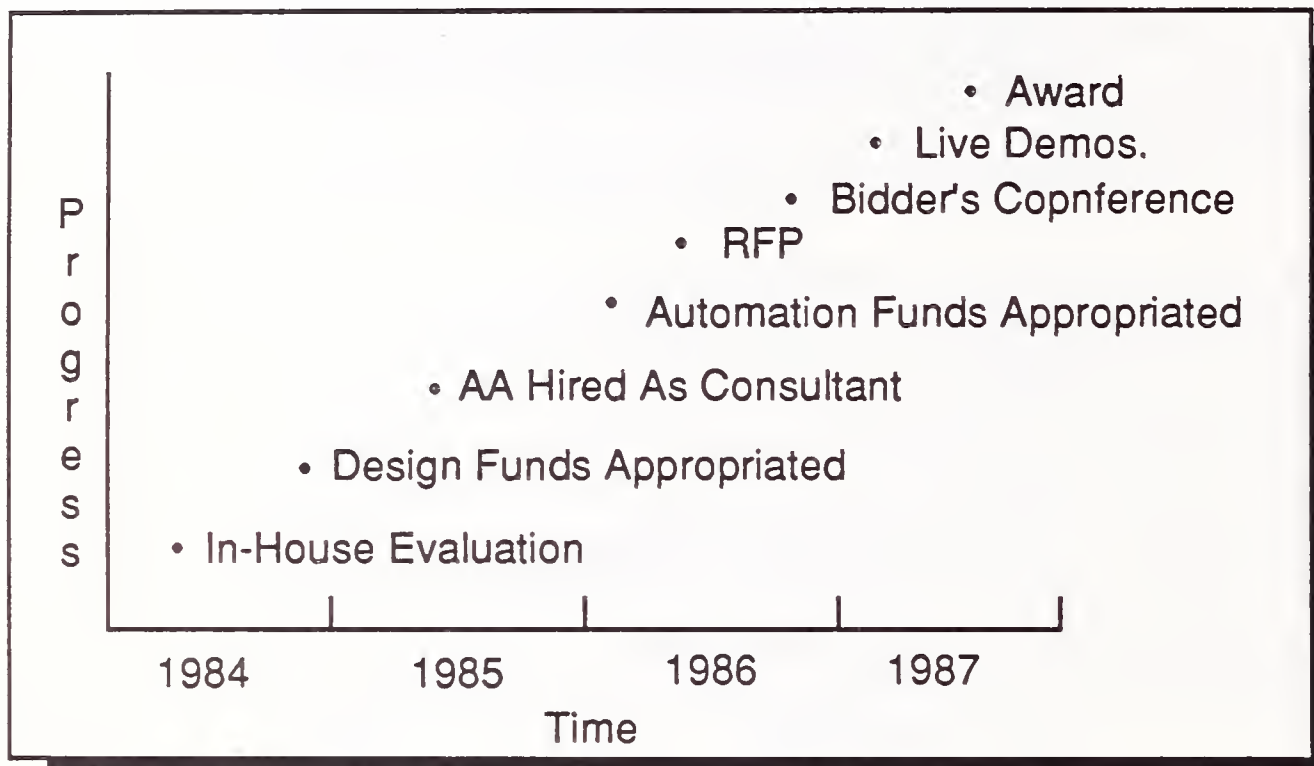 Award
Live Demos.
Bidder's Copnference
RFP
Automation Funds Appropriated
AA Hired As Consultant
Design Funds Appropriated
In-House Evaluation
Progress
1984 1985 1986 1987
Time